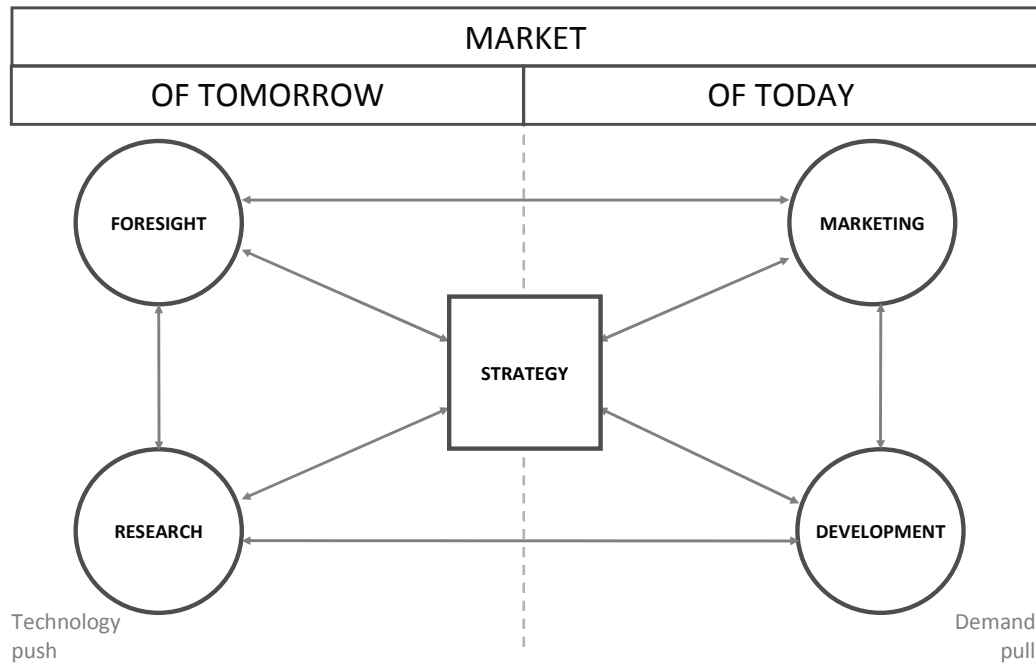 MARKET
OF TOMORROW
OF TODAY
FORESIGHT
MARKETING
STRATEGY
RESEARCH
DEVELOPMENT
Technology
push
Demand
pull